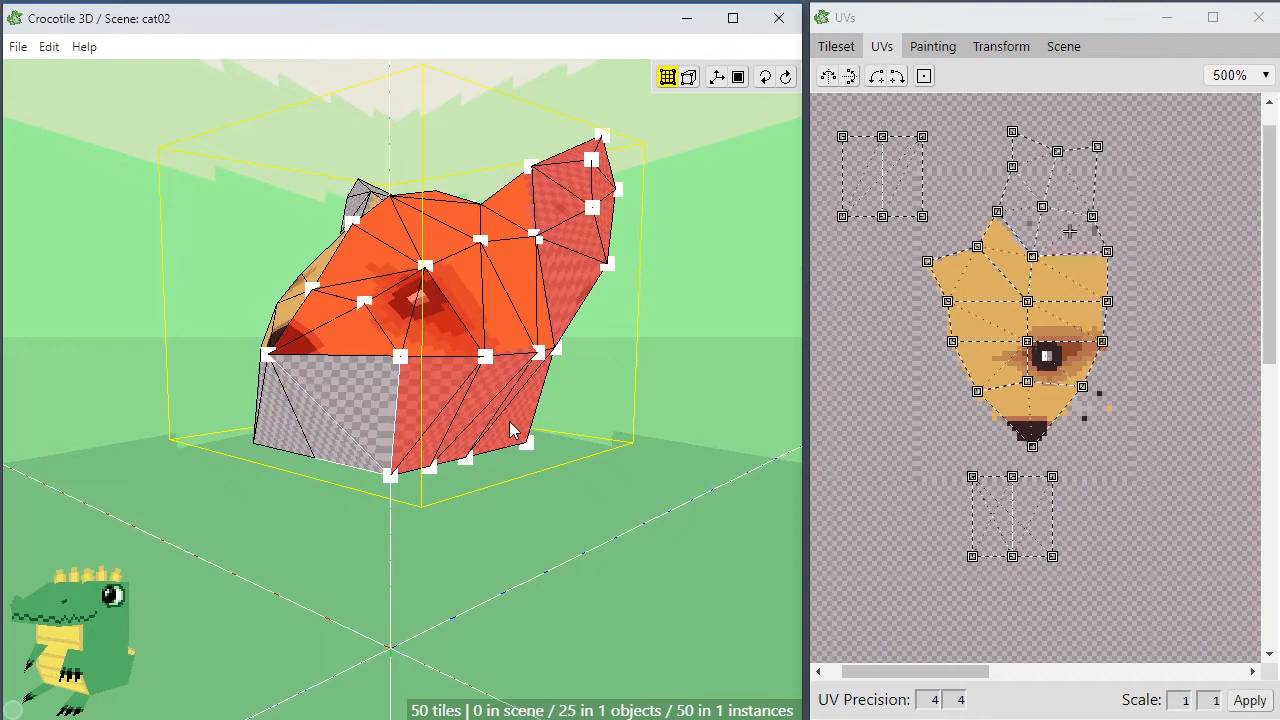 Crocotile 3D / Scene: cat02
File Edit Help
50 tiles | 0 in scene / 25 in 1 objects / 50 in 1 instances
UVs
Tileset UVs Painting Transform Scene
500%
UV Precision: 4 4 Scale: 1 1 Apply